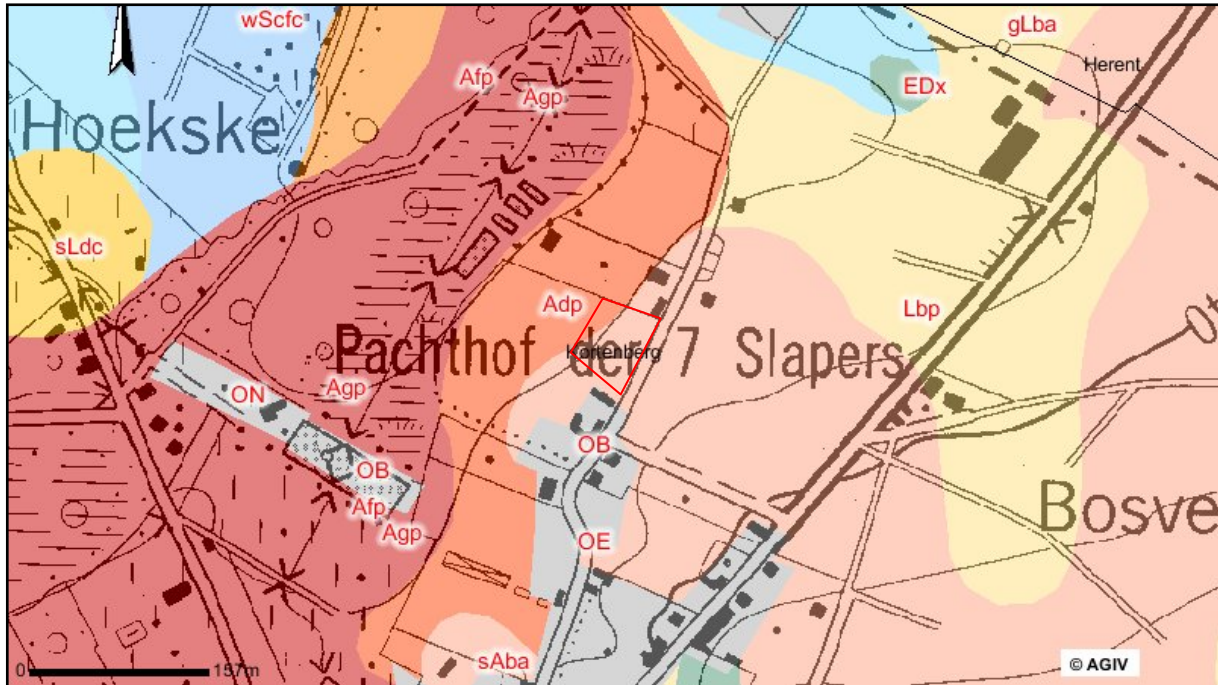 wScfc
gLba
Herent
Afp
Agp
EDx
Hoekske
sLdc
Adp
Lbp
Pachthof der 7 Slapers
Kortenberg
Agp
ON
OB
OB
Afp
Agp
Bosve
OE
sAba
0 157m
© AGIV